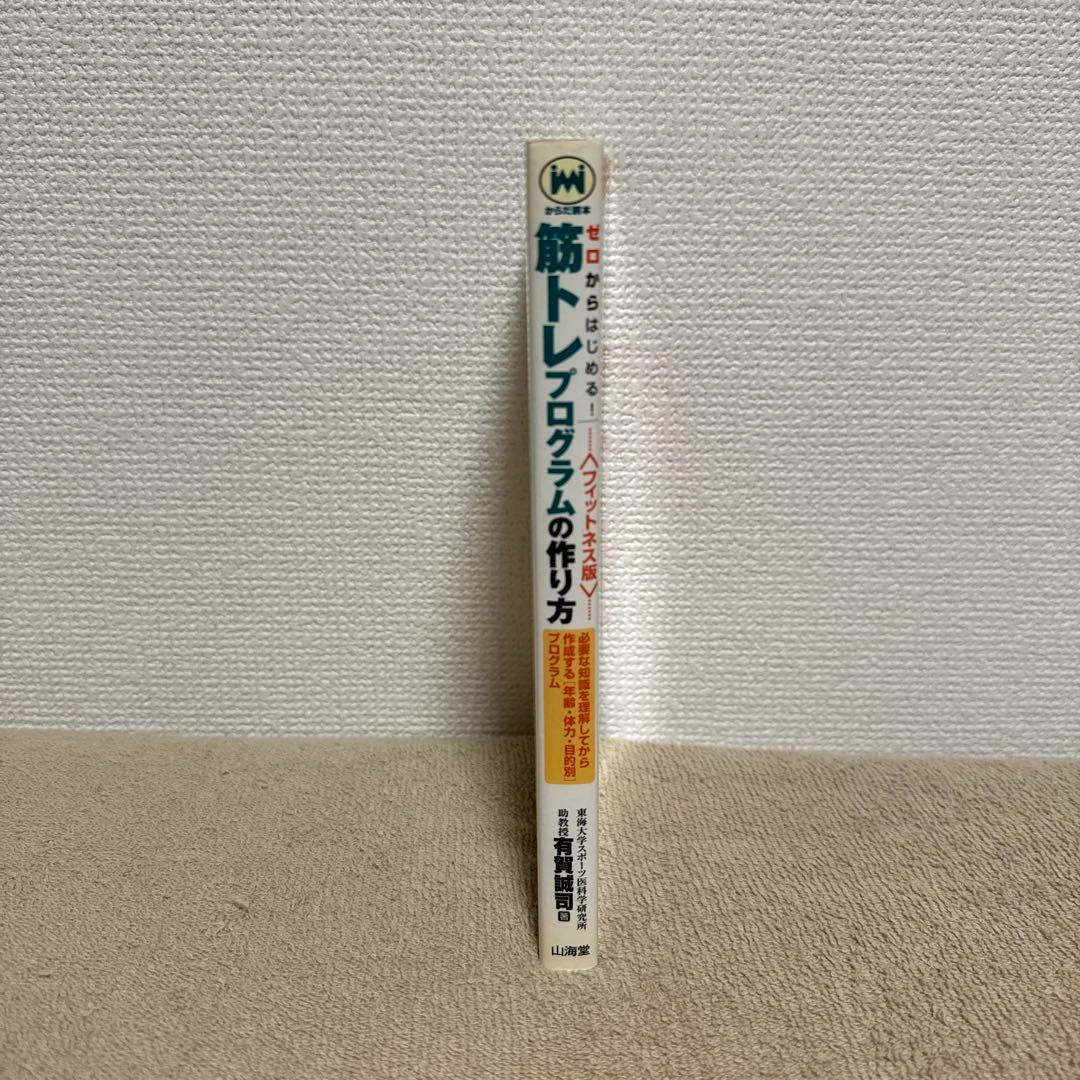 からだ読本
ゼロからはじめる!
筋トレプログラムの作り方
〈フィットネス版〉
必要な知識を理解してから
作成する[年齢・体力・目的別]
プログラム
東海大学スポーツ医科学研究所
助教授 有賀誠司 著
山海堂